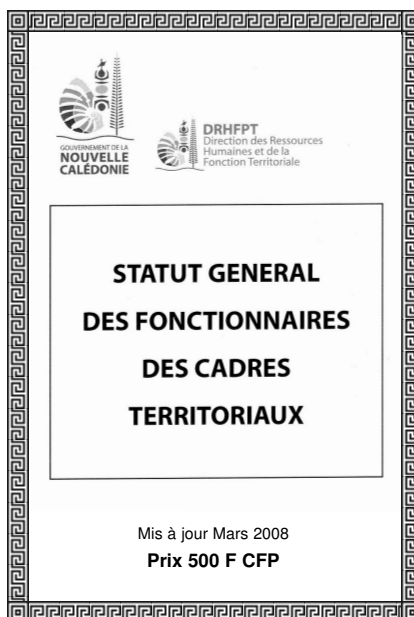 GOUVERNEMENT DE LA
NOUVELLE
CALÉDONIE
DRHFPT
Direction des Ressources
Humaines et de la
Fonction Territoriale
STATUT GENERAL
DES FONCTIONNAIRES
DES CADRES
TERRITORIAUX
Mis à jour Mars 2008
Prix 500 F CFP